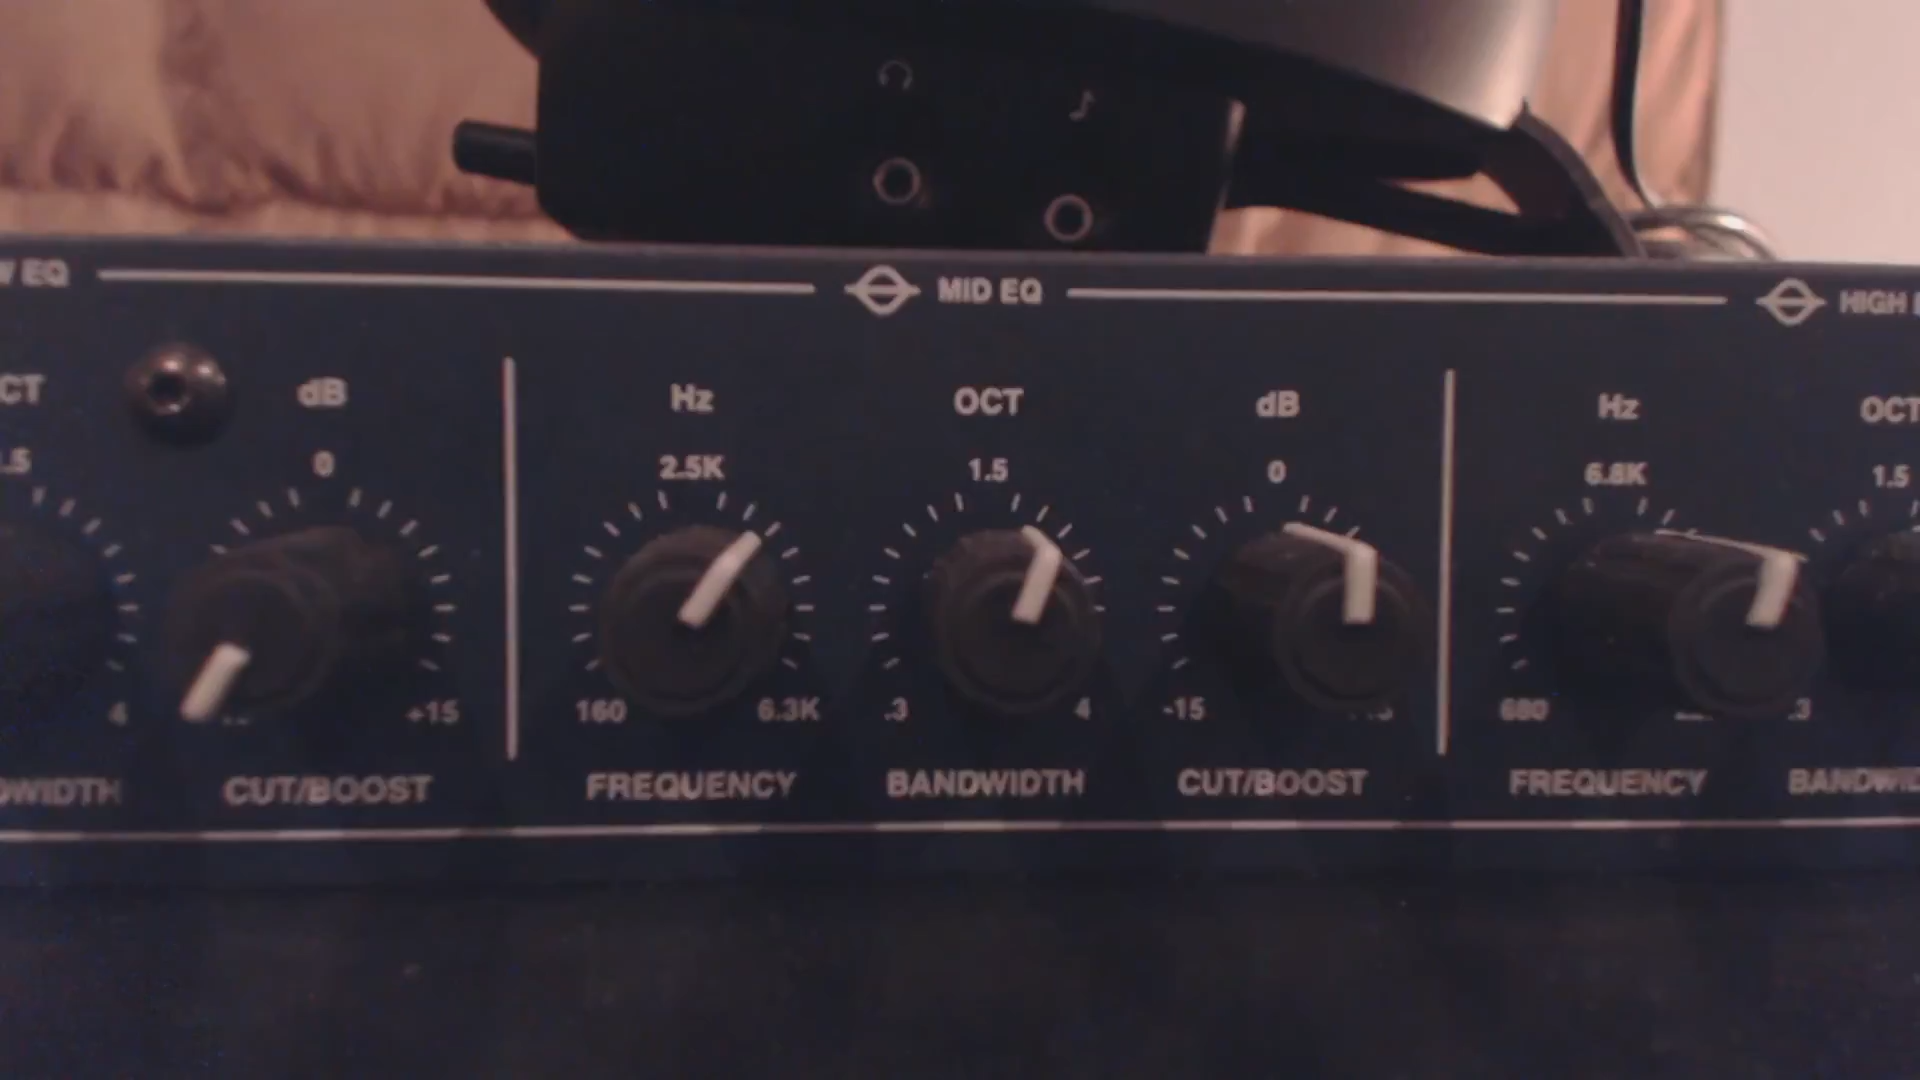 W EQ MID EQ HIGH
CT dB Hz OCT dB Hz OCT
.5 0 2.5K 1.5 0 6.8K 1.5
4 +15 160 6.3K .3 4 -15 680 .3
DWIDTH CUT/BOOST FREQUENCY BANDWIDTH CUT/BOOST FREQUENCY BANDWID